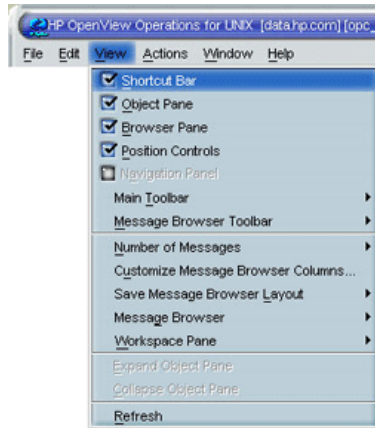 HP OpenView Operations for UNIX [data.hp.com] [opc_
File Edit View Actions Window Help
Shortcut Bar
Object Pane
Browser Pane
Position Controls
Navigation Panel
Main Toolbar
Message Browser Toolbar
Number of Messages
Customize Message Browser Columns...
Save Message Browser Layout
Message Browser
Workspace Pane
Expand Object Pane
Collapse Object Pane
Refresh